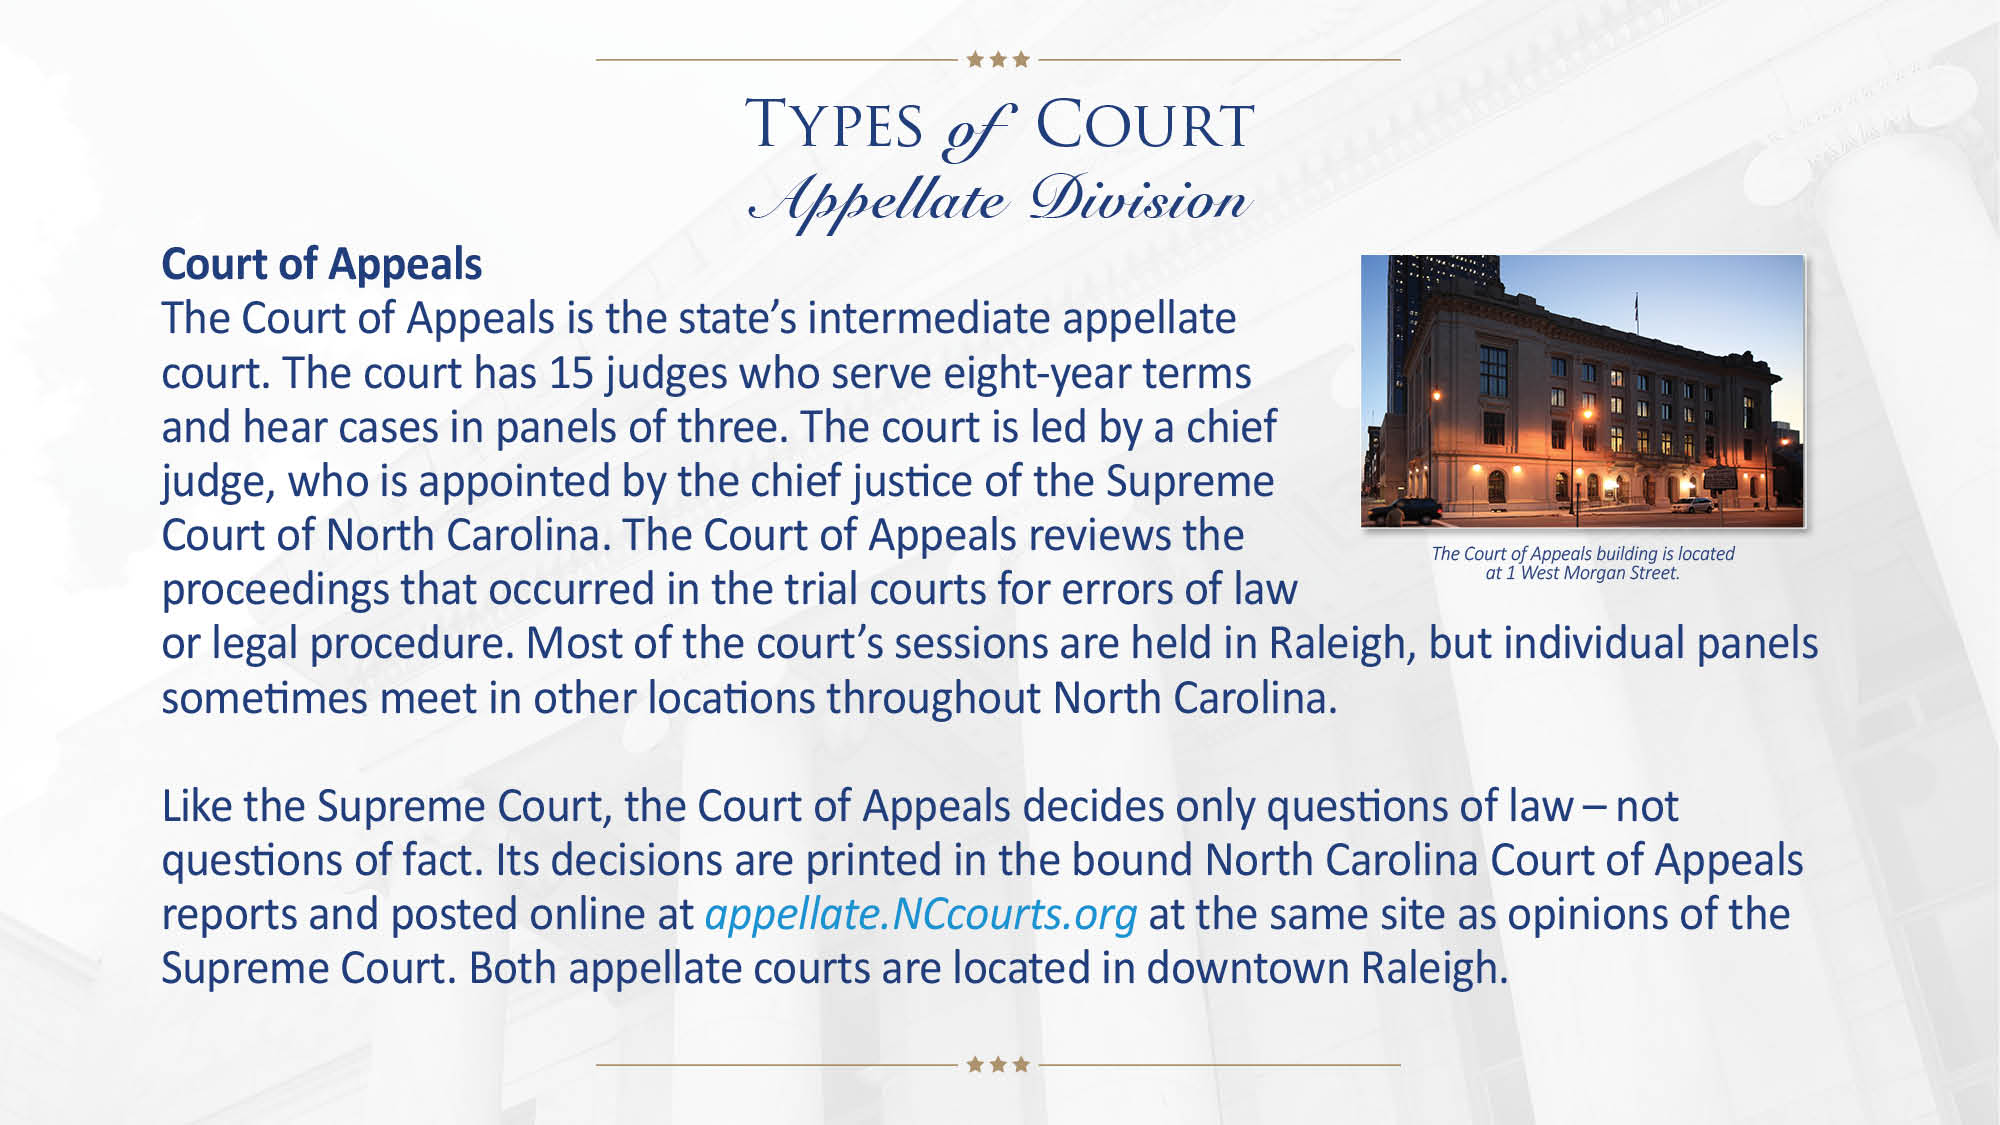 TYPES of COURT
Appellate Division
Court of Appeals
The Court of Appeals is the state’s intermediate appellate
court. The court has 15 judges who serve eight-year terms
and hear cases in panels of three. The court is led by a chief
judge, who is appointed by the chief justice of the Supreme
Court of North Carolina. The Court of Appeals reviews the
proceedings that occurred in the trial courts for errors of law
or legal procedure. Most of the court’s sessions are held in Raleigh, but individual panels
sometimes meet in other locations throughout North Carolina.
The Court of Appeals building is located
at 1 West Morgan Street.
Like the Supreme Court, the Court of Appeals decides only questions of law – not
questions of fact. Its decisions are printed in the bound North Carolina Court of Appeals
reports and posted online at appellate.NCcourts.org at the same site as opinions of the
Supreme Court. Both appellate courts are located in downtown Raleigh.